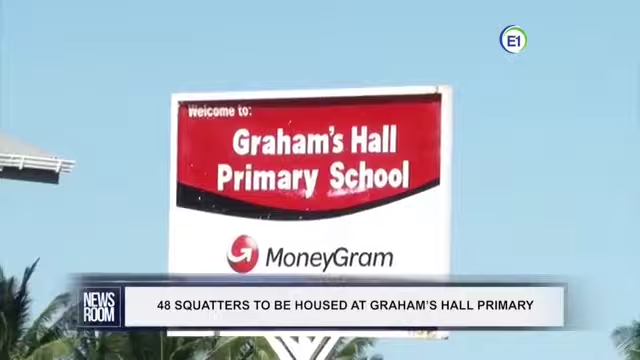 E1
Welcome to:
Graham's Hall
Primary School
MoneyGram
NEWS
ROOM
48 SQUATTERS TO BE HOUSED AT GRAHAM'S HALL PRIMARY